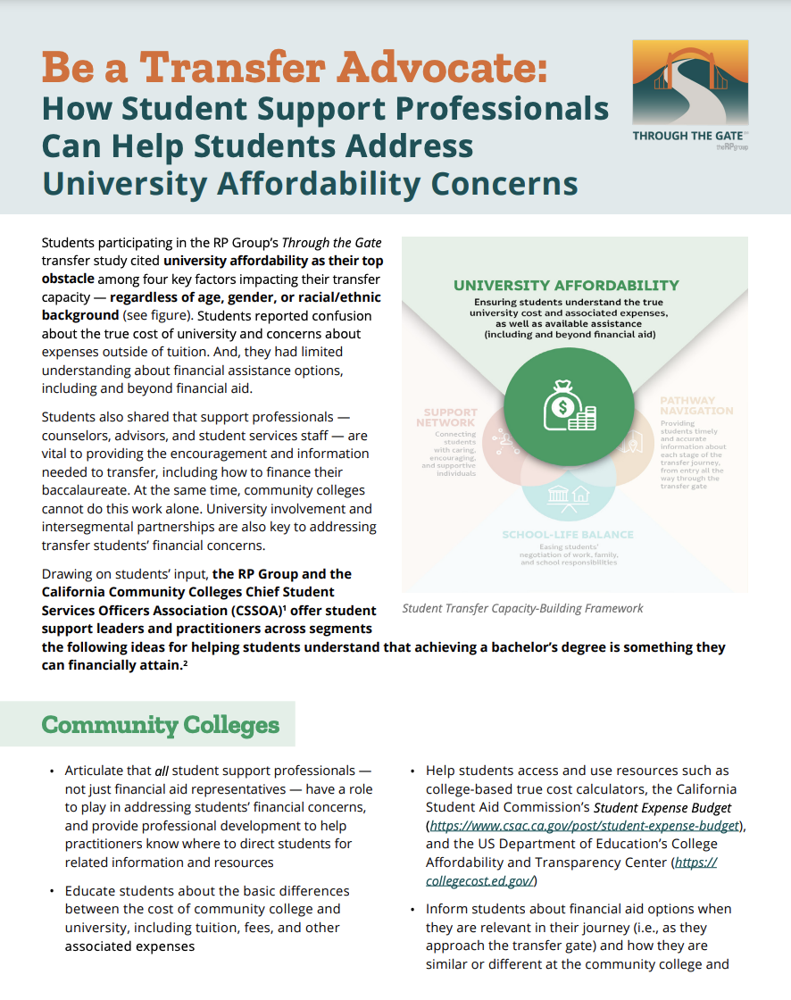 Be a Transfer Advocate:
How Student Support Professionals
Can Help Students Address
University Affordability Concerns
THROUGH THE GATE
the RP group
Students participating in the RP Group's Through the Gate
transfer study cited university affordability as their top
obstacle among four key factors impacting their transfer
capacity — regardless of age, gender, or racial/ethnic
background (see figure). Students reported confusion
about the true cost of university and concerns about
expenses outside of tuition. And, they had limited
understanding about financial assistance options,
including and beyond financial aid.
Students also shared that support professionals —
counselors, advisors, and student services staff — are
vital to providing the encouragement and information
needed to transfer, including how to finance their
baccalaureate. At the same time, community colleges
cannot do this work alone. University involvement and
intersegmental partnerships are also key to addressing
transfer students' financial concerns.
Drawing on students' input, the RP Group and the
California Community Colleges Chief Student
Services Officers Association (CSSOA)¹ offer student
support leaders and practitioners across segments
the following ideas for helping students understand that achieving a bachelor's degree is something they
can financially attain.²
UNIVERSITY AFFORDABILITY
Ensuring students understand the true
university cost and associated expenses,
as well as available assistance
(including and beyond financial aid)
SUPPORT
NETWORK
Connecting
students
with caring,
encouraging,
and supportive
individuals
PATHWAY
NAVIGATION
Providing
students timely
and accurate
information about
each stage of the
transfer journey,
from entry all the
way through the
transfer gate
SCHOOL-LIFE BALANCE
Easing students'
negotiation of work, family,
and school responsibilities
Student Transfer Capacity-Building Framework
Community Colleges
• Articulate that all student support professionals —
not just financial aid representatives — have a role
to play in addressing students' financial concerns,
and provide professional development to help
practitioners know where to direct students for
related information and resources
• Educate students about the basic differences
between the cost of community college and
university, including tuition, fees, and other
associated expenses
• Help students access and use resources such as
college-based true cost calculators, the California
Student Aid Commission's Student Expense Budget
(https://www.csac.ca.gov/post/student-expense-budget),
and the US Department of Education's College
Affordability and Transparency Center (https://
collegecost.ed.gov/)
• Inform students about financial aid options when
they are relevant in their journey (i.e., as they
approach the transfer gate) and how they are
similar or different at the community college and